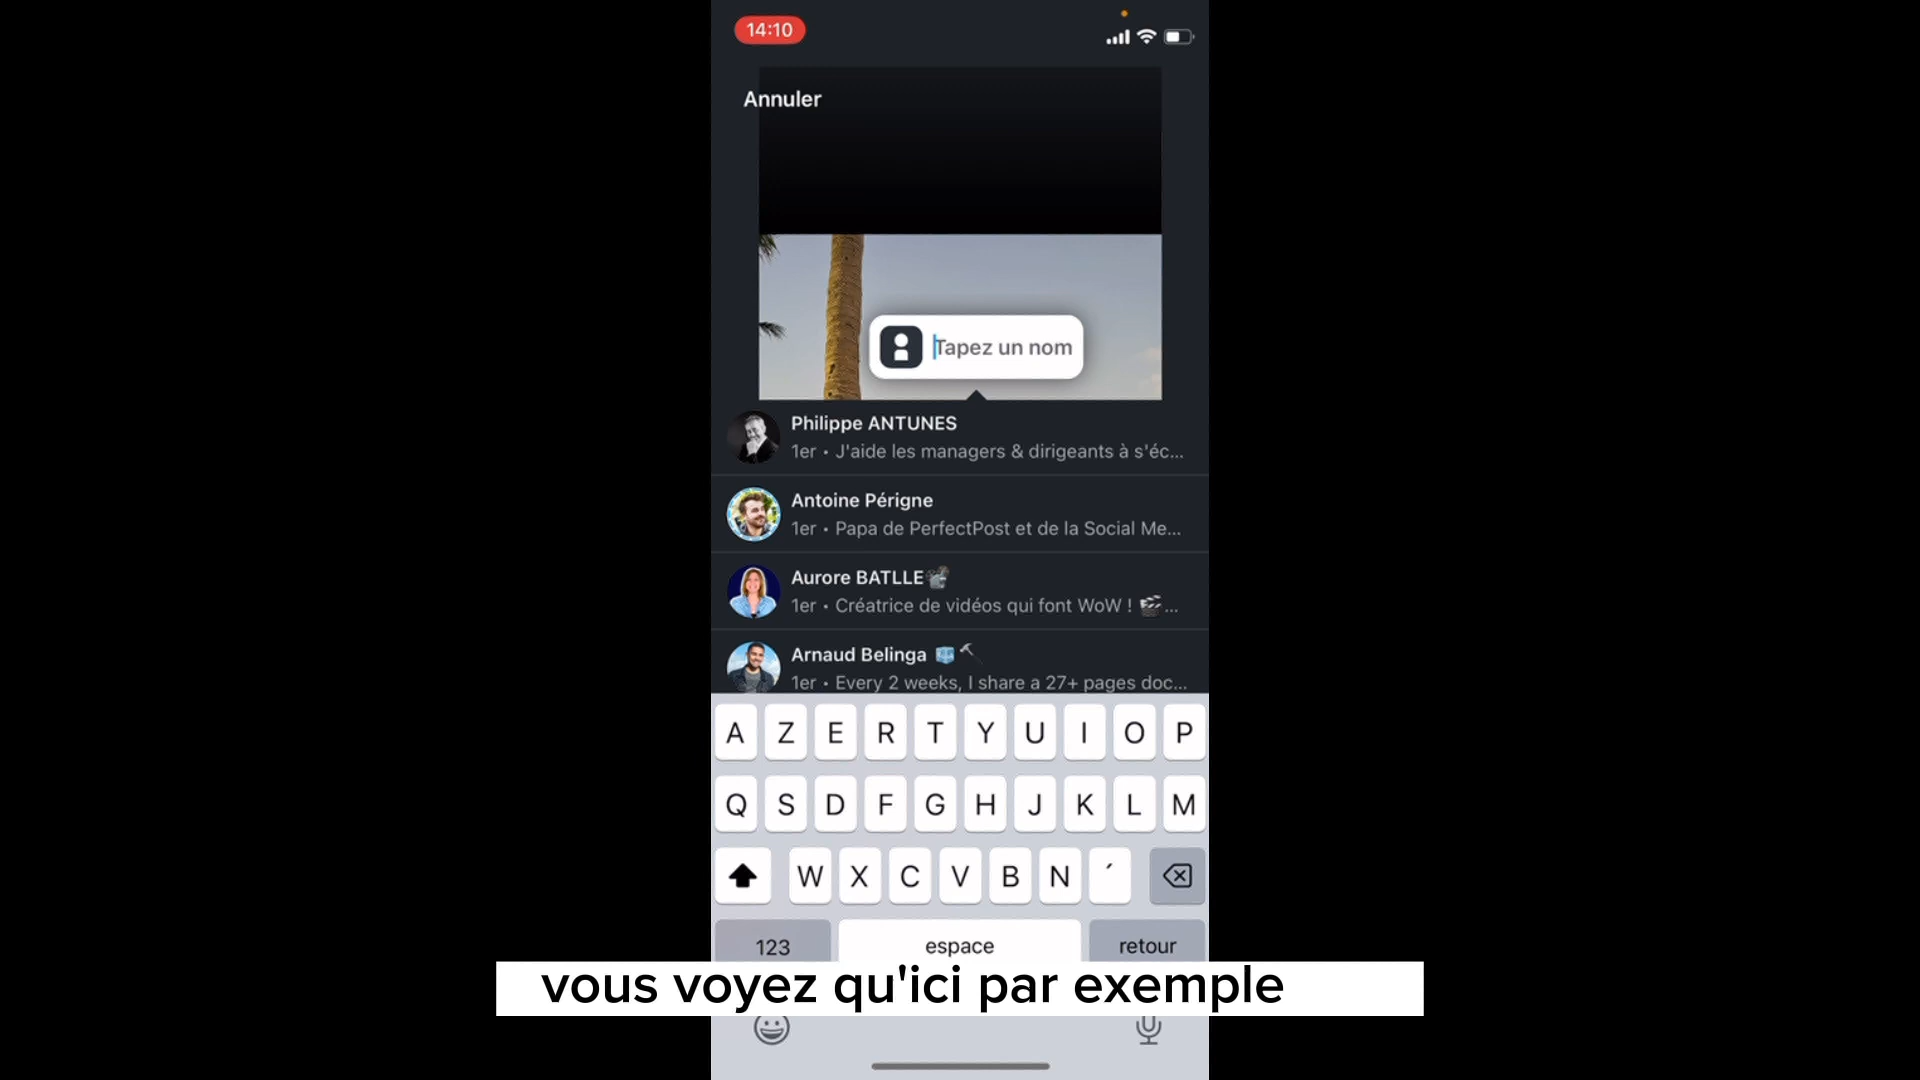 14:10
Annuler
Tapez un nom
Philippe ANTUNES
1er • J'aide les managers & dirigeants à s'éc...
Antoine Périgne
1er • Papa de PerfectPost et de la Social Me...
Aurore BATLLE📽
1er • Créatrice de vidéos qui font WoW ! 🎬...
Arnaud Belinga 🧊⛏
1er • Every 2 weeks, I share a 27+ pages doc...
A Z E R T Y U I O P
Q S D F G H J K L M
W X C V B N ´
123 espace retour
vous voyez qu'ici par exemple